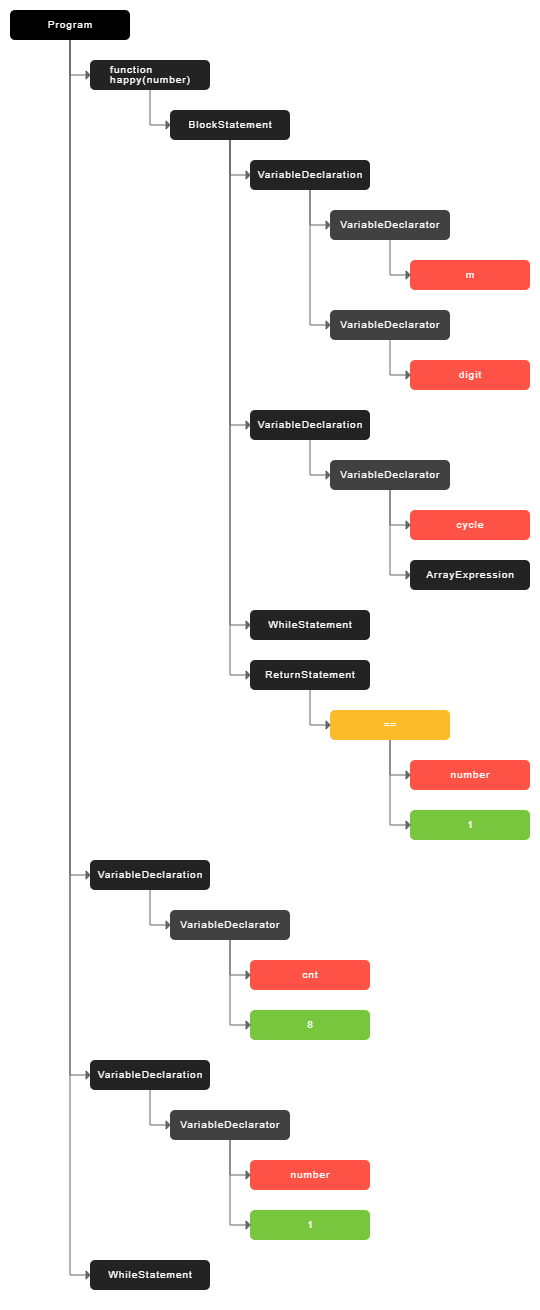 Program
function
happy(number)
BlockStatement
VariableDeclaration
VariableDeclarator
m
VariableDeclarator
digit
VariableDeclaration
VariableDeclarator
cycle
ArrayExpression
WhileStatement
ReturnStatement
==
number
1
VariableDeclaration
VariableDeclarator
cnt
8
VariableDeclaration
VariableDeclarator
number
1
WhileStatement